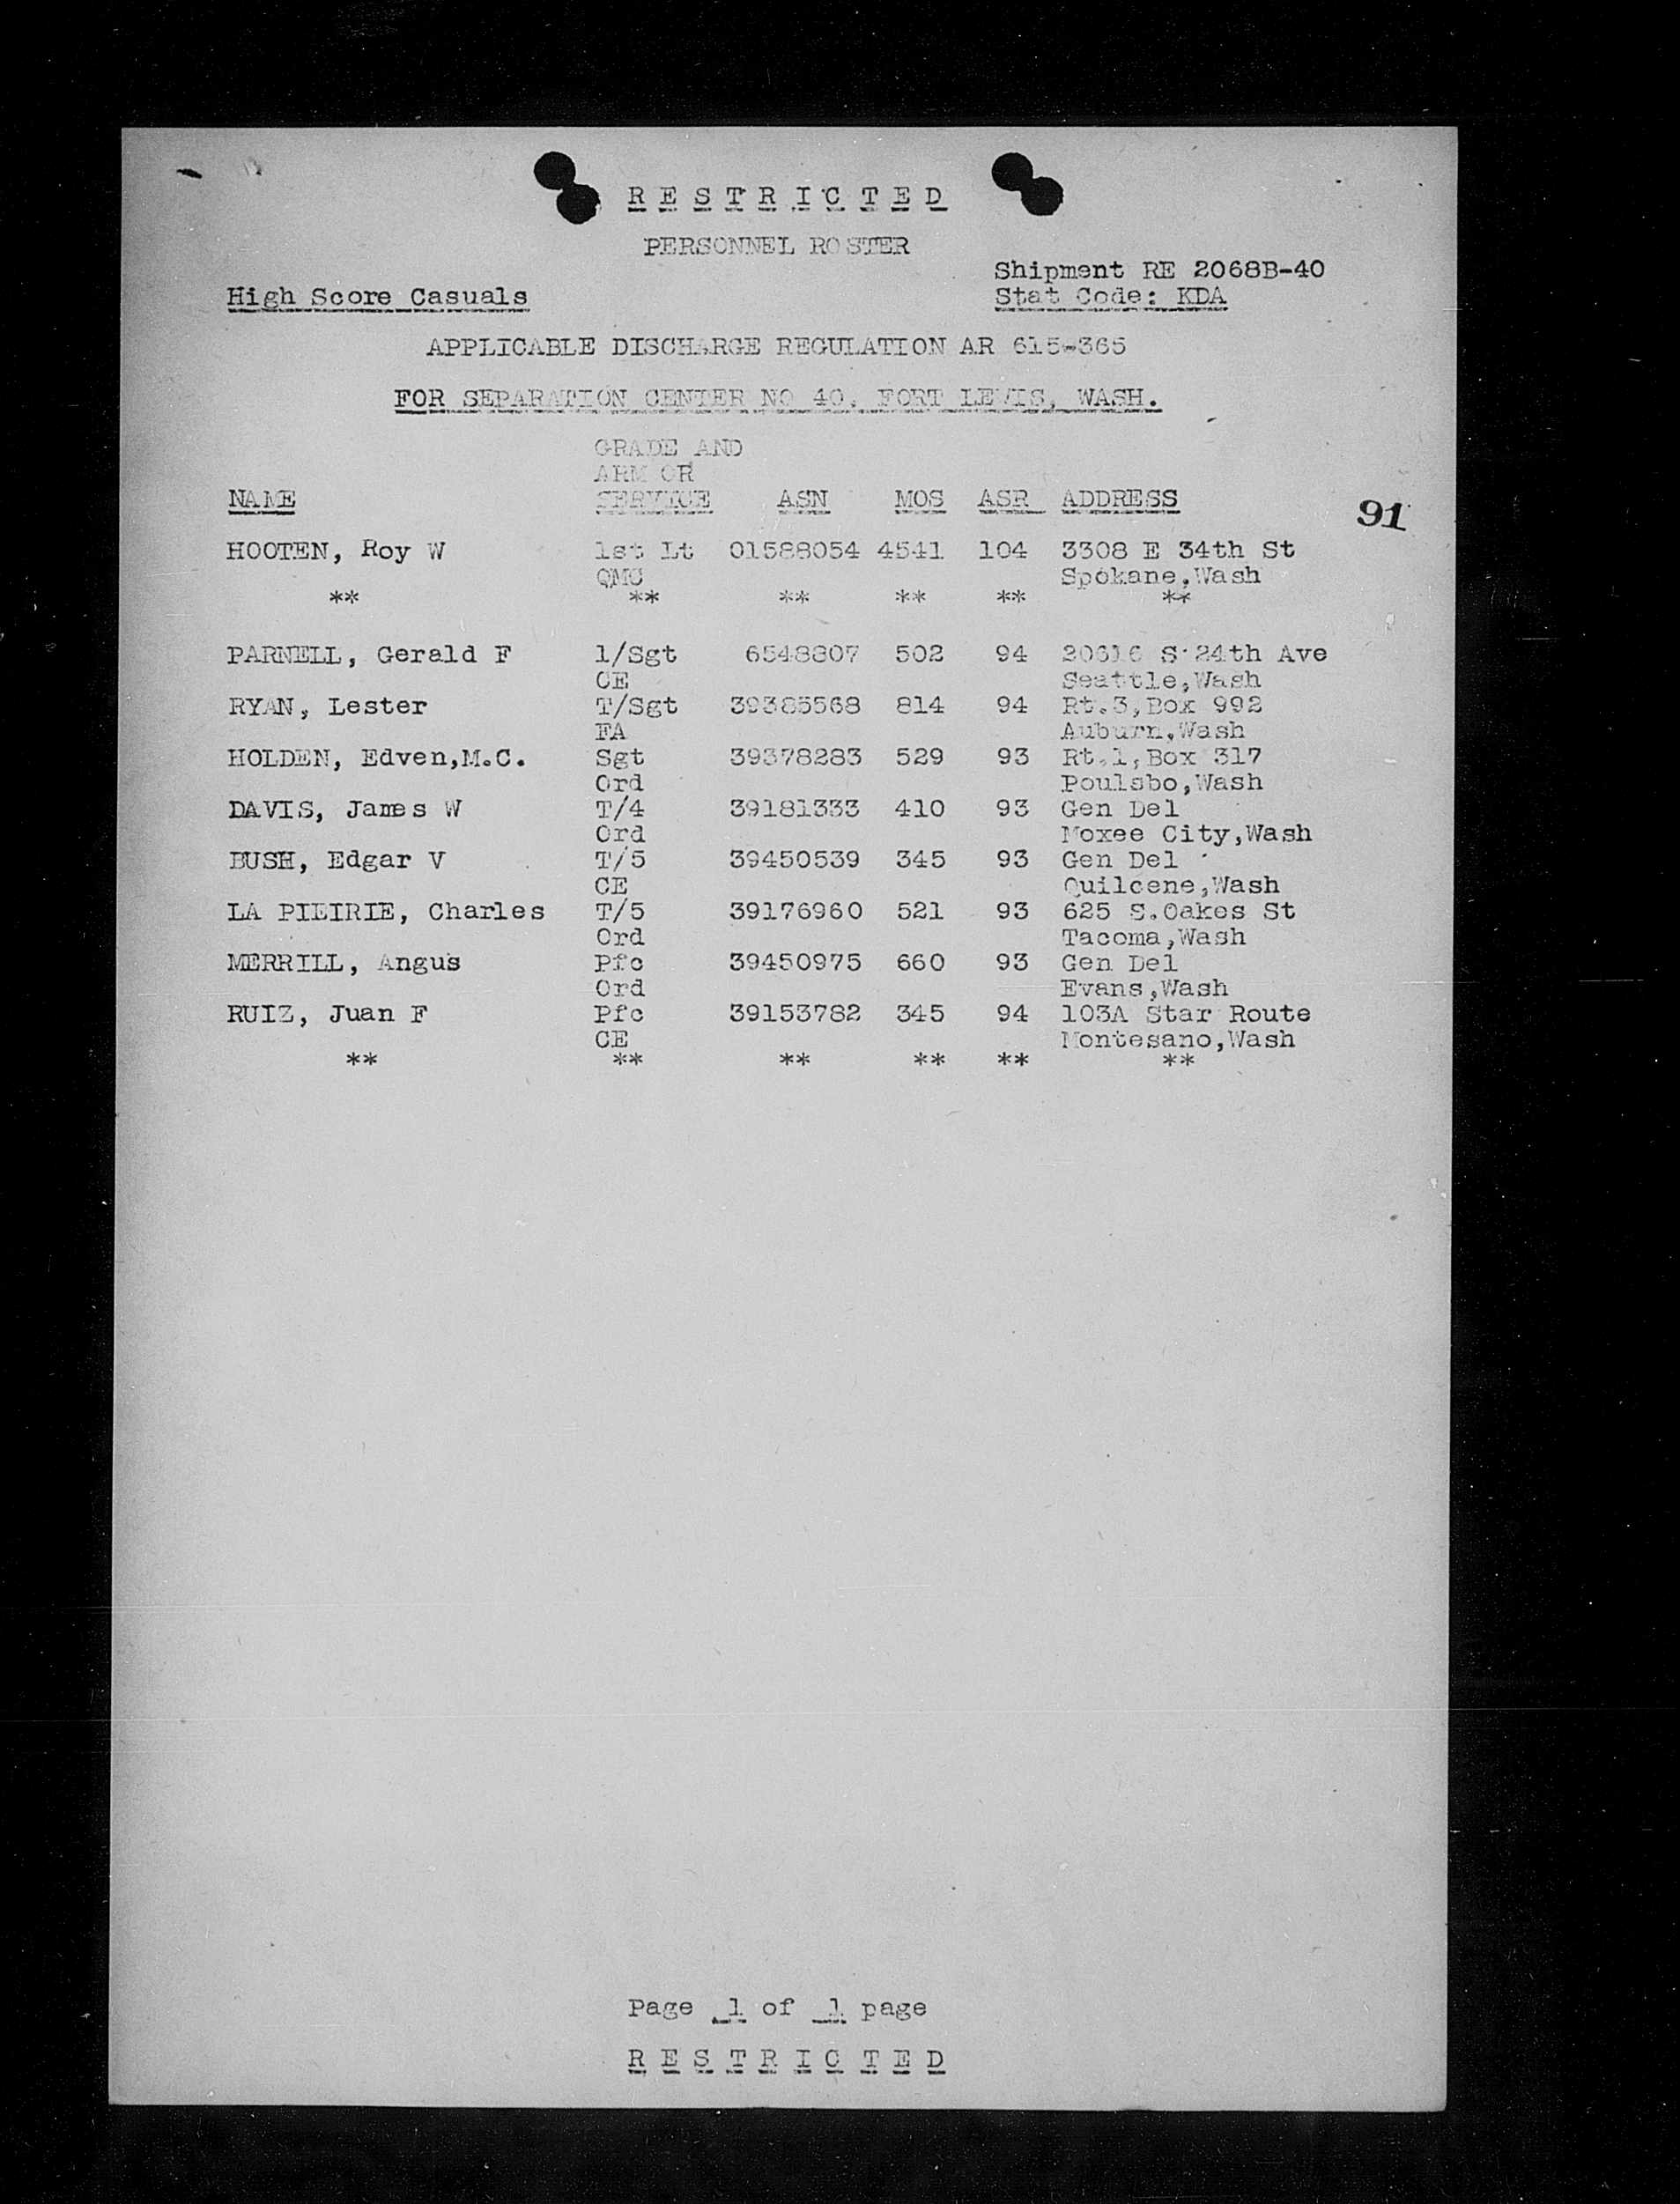 R E S T R I C T E D
PERSONNEL ROSTER
Shipment RE 2068B-40
High Score Casuals Stat Code: KDA
APPLICABLE DISCHARGE REGULATION AR 615-365
FOR SEPARATION CENTER NO 40, FORT LEWIS, WASH.
GRADE AND
ARM OR
NAME SERVICE ASN MOS ASR ADDRESS
91
HOOTEN, Roy W 1st Lt 01588054 4541 104 3308 E 34th St
QMC Spokane,Wash
** ** ** ** ** **
PARNELL, Gerald F 1/Sgt 6548807 502 94 20616 S 24th Ave
CE Seattle,Wash
RYAN, Lester T/Sgt 39385568 814 94 Rt.3,Box 992
FA Auburn,Wash
HOLDEN, Edven,M.C. Sgt 39378283 529 93 Rt.1,Box 317
Ord Poulsbo,Wash
DAVIS, James W T/4 39181333 410 93 Gen Del
Ord Moxee City,Wash
BUSH, Edgar V T/5 39450539 345 93 Gen Del
CE Quilcene,Wash
LA PIEIRIE, Charles T/5 39176960 521 93 625 S.Oakes St
Ord Tacoma,Wash
MERRILL, Angus Pfc 39450975 660 93 Gen Del
Ord Evans,Wash
RUIZ, Juan F Pfc 39153782 345 94 103A Star Route
CE Montesano,Wash
** ** ** ** ** **
Page 1 of 1 page
R E S T R I C T E D